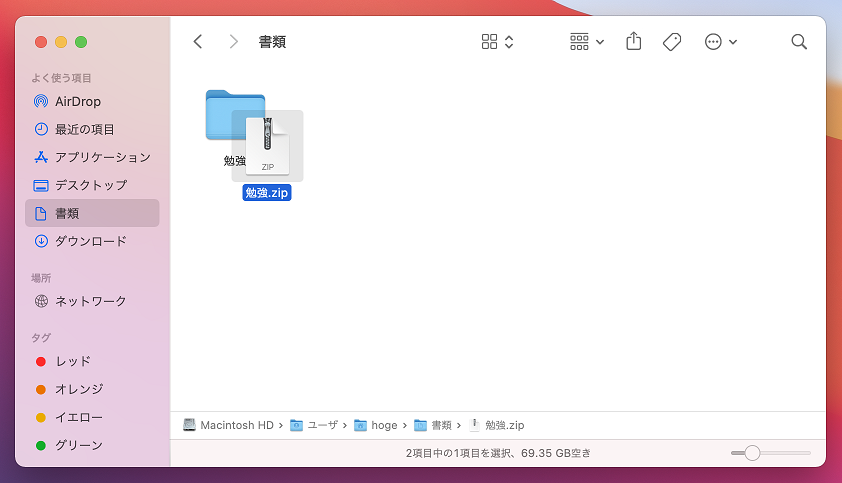 書類
よく使う項目
AirDrop
最近の項目
アプリケーション
デスクトップ
書類
ダウンロード
場所
ネットワーク
タグ
レッド
オレンジ
イエロー
グリーン
勉強
ZIP
勉強.zip
Macintosh HD › ユーザ › hoge › 書類 › 勉強.zip
2項目中の1項目を選択、69.35 GB空き